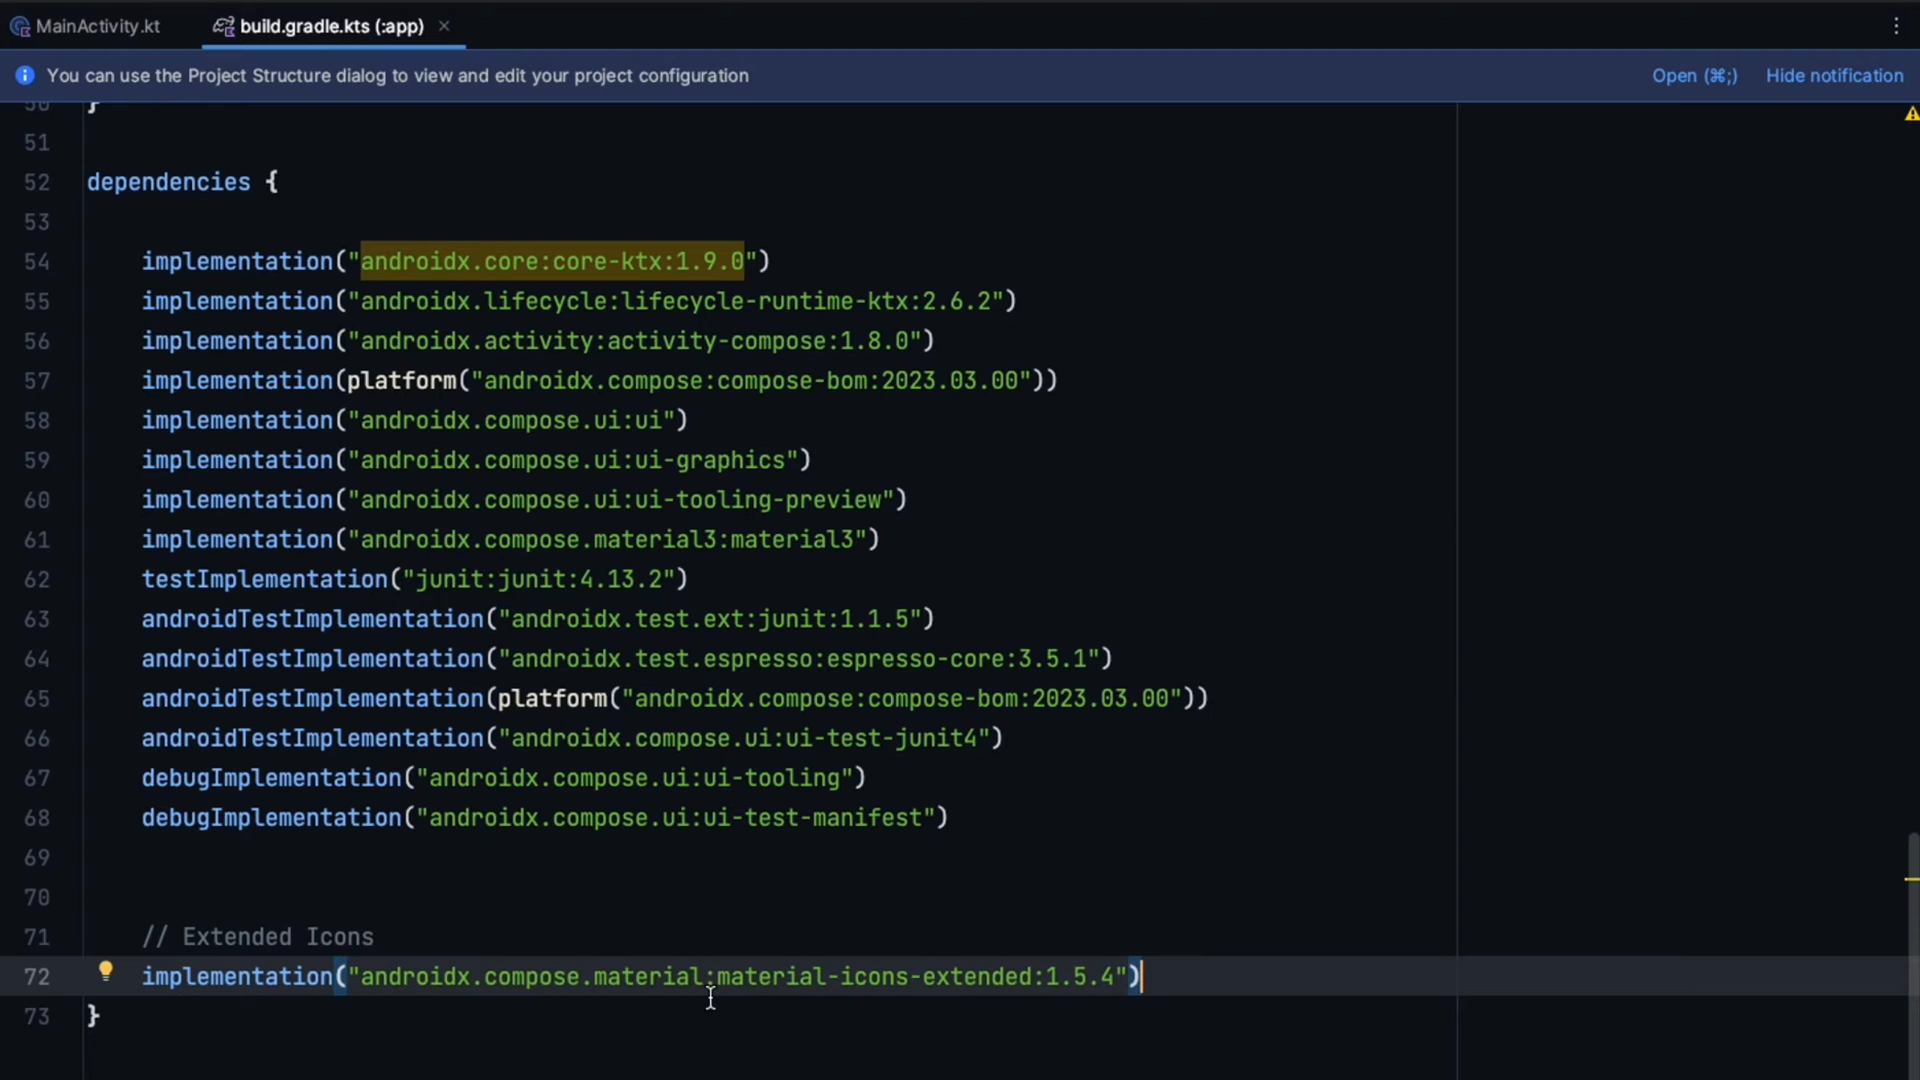 MainActivity.kt
build.gradle.kts (:app)
You can use the Project Structure dialog to view and edit your project configuration
Open (⌘;)
Hide notification
50 }
51
52 dependencies {
53
54 implementation("androidx.core:core-ktx:1.9.0")
55 implementation("androidx.lifecycle:lifecycle-runtime-ktx:2.6.2")
56 implementation("androidx.activity:activity-compose:1.8.0")
57 implementation(platform("androidx.compose:compose-bom:2023.03.00"))
58 implementation("androidx.compose.ui:ui")
59 implementation("androidx.compose.ui:ui-graphics")
60 implementation("androidx.compose.ui:ui-tooling-preview")
61 implementation("androidx.compose.material3:material3")
62 testImplementation("junit:junit:4.13.2")
63 androidTestImplementation("androidx.test.ext:junit:1.1.5")
64 androidTestImplementation("androidx.test.espresso:espresso-core:3.5.1")
65 androidTestImplementation(platform("androidx.compose:compose-bom:2023.03.00"))
66 androidTestImplementation("androidx.compose.ui:ui-test-junit4")
67 debugImplementation("androidx.compose.ui:ui-tooling")
68 debugImplementation("androidx.compose.ui:ui-test-manifest")
69
70
71 // Extended Icons
72 implementation("androidx.compose.material:material-icons-extended:1.5.4")
73 }